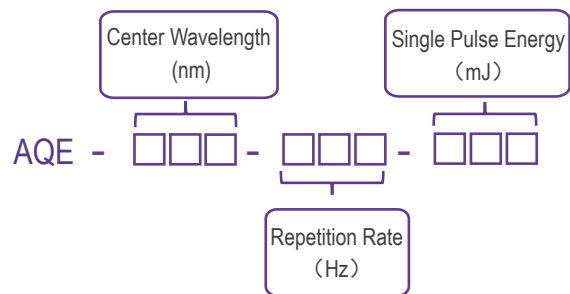 Center Wavelength
(nm)
Single Pulse Energy
（mJ）
AQE - □□□ - □□□ - □□□
Repetition Rate
（Hz）